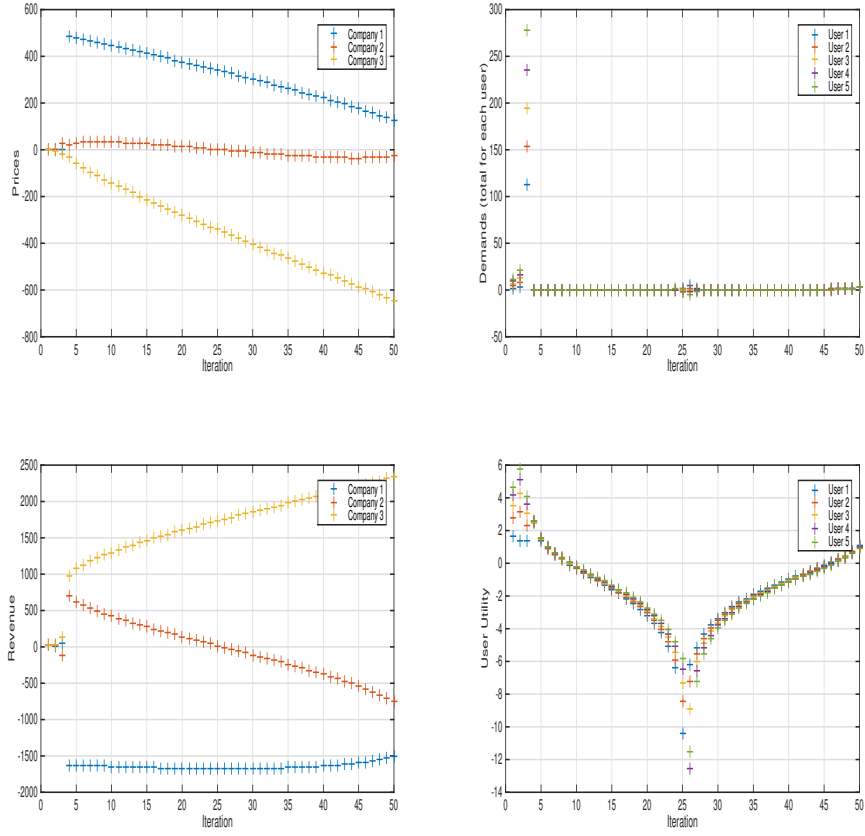 600
400
200
0
-200
-400
-600
-800
Prices
0 5 10 15 20 25 30 35 40 45 50
Iteration
Company 1
Company 2
Company 3
300
250
200
150
100
50
0
-50
Demands (total for each user)
0 5 10 15 20 25 30 35 40 45 50
Iteration
User 1
User 2
User 3
User 4
User 5
2500
2000
1500
1000
500
0
-500
-1000
-1500
-2000
Revenue
0 5 10 15 20 25 30 35 40 45 50
Iteration
Company 1
Company 2
Company 3
6
4
2
0
-2
-4
-6
-8
-10
-12
-14
User Utility
0 5 10 15 20 25 30 35 40 45 50
Iteration
User 1
User 2
User 3
User 4
User 5